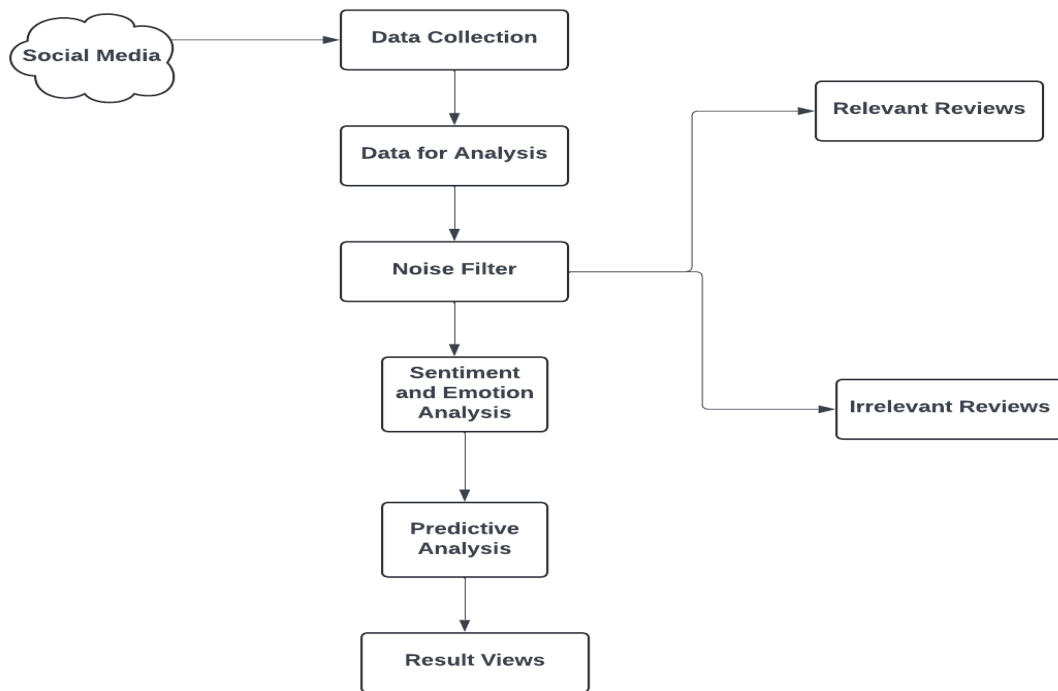 Social Media
Data Collection
Data for Analysis
Relevant Reviews
Noise Filter
Sentiment
and Emotion
Analysis
Irrelevant Reviews
Predictive
Analysis
Result Views